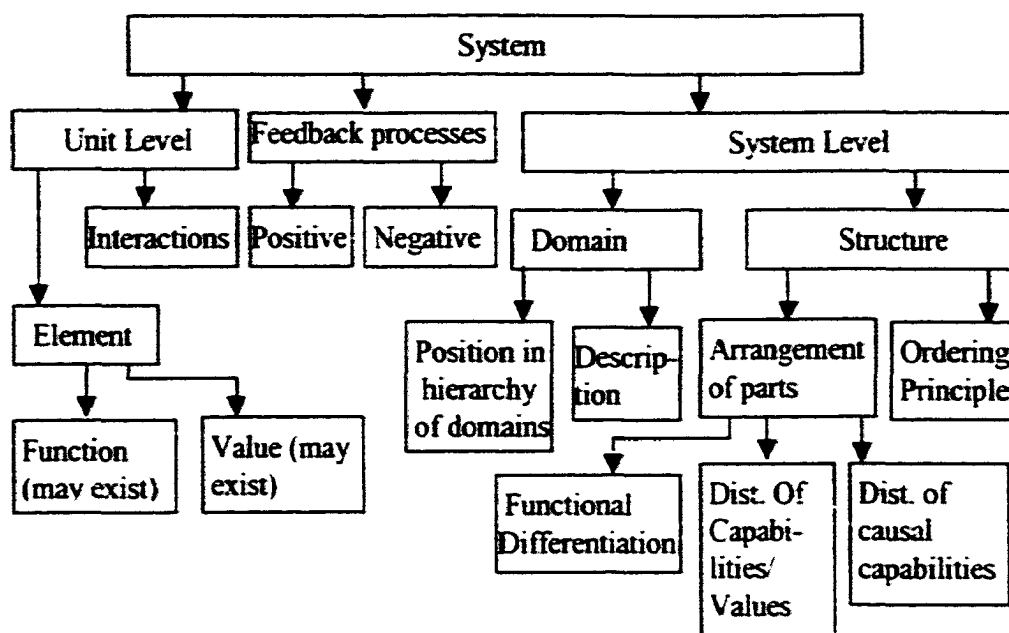 System
Unit Level
Feedback processes
System Level
Interactions
Positive
Negative
Domain
Structure
Element
Position in
hierarchy
of domains
Descrip-
tion
Arrangement
of parts
Ordering
Principle
Function
(may exist)
Value (may
exist)
Functional
Differentiation
Dist. Of
Capabi-
lities/
Values
Dist. of
causal
capabilities